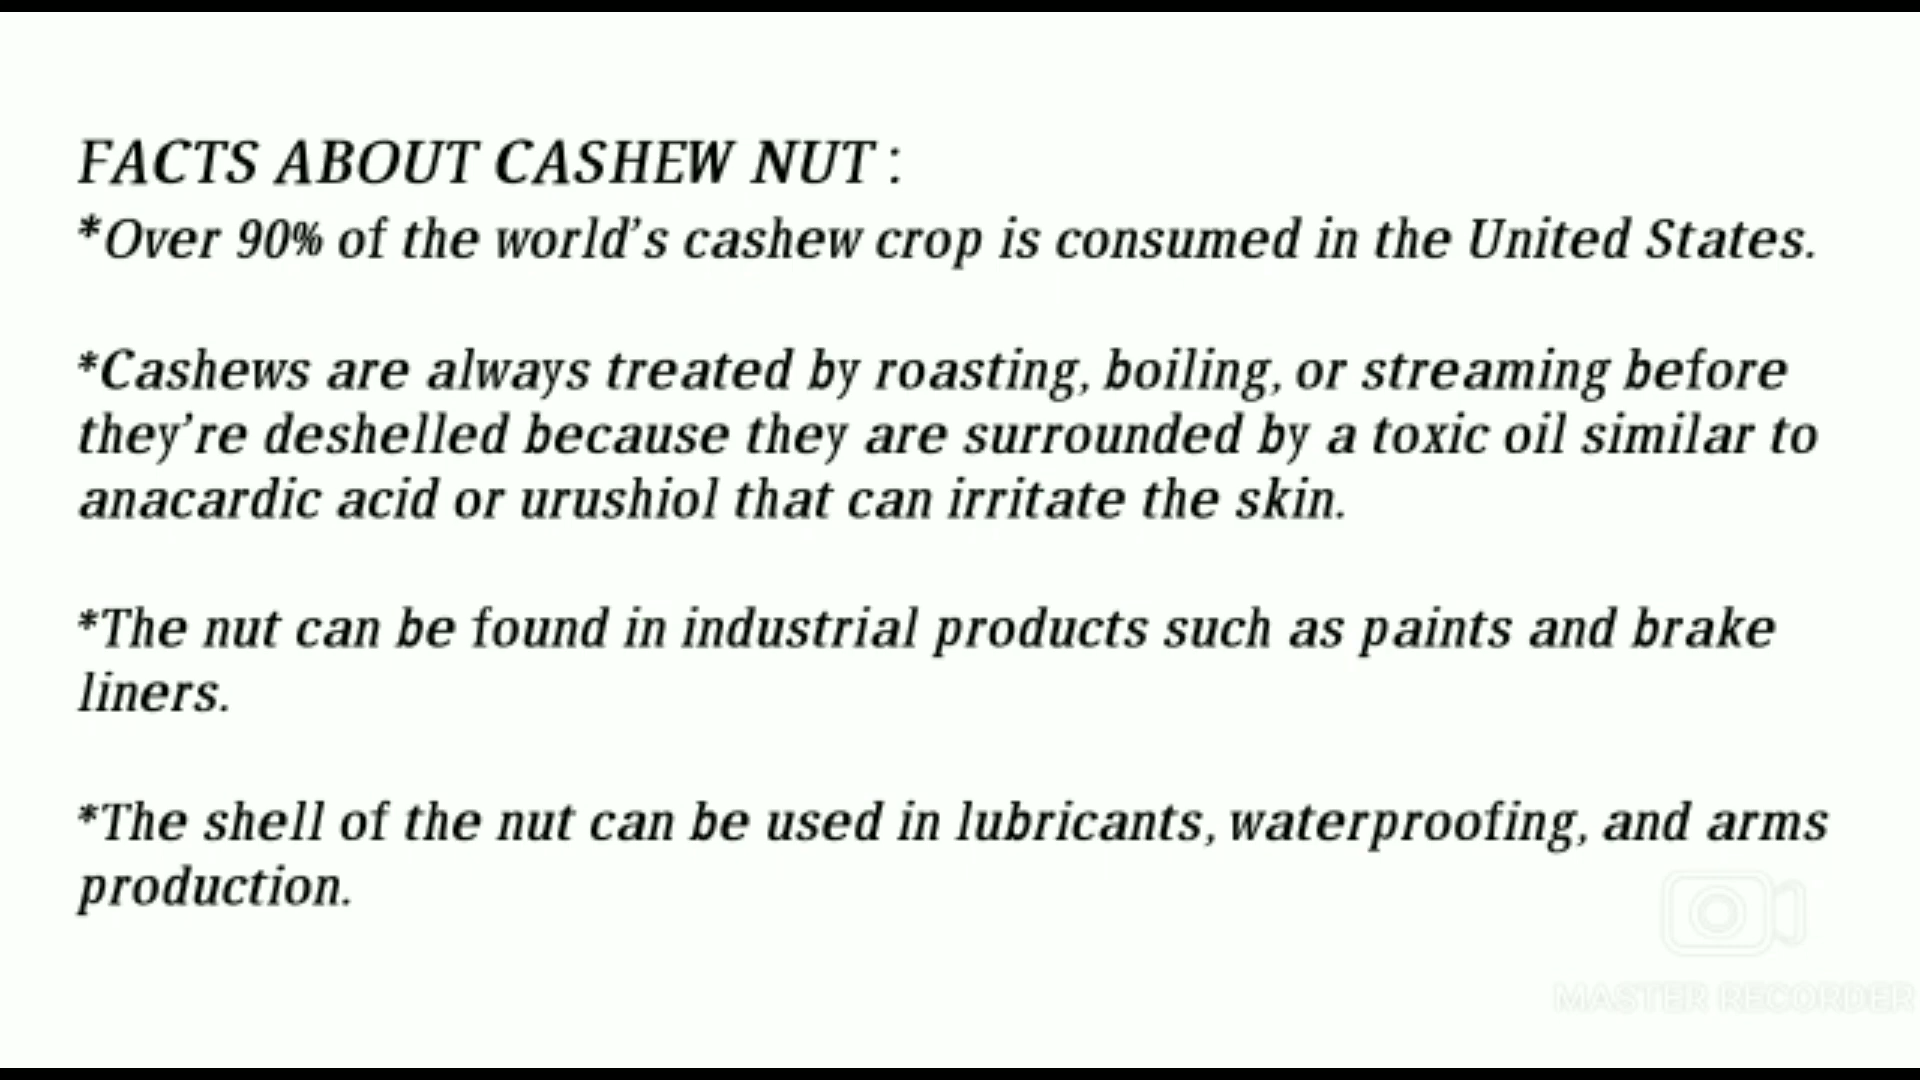 FACTS ABOUT CASHEW NUT :
*Over 90% of the world's cashew crop is consumed in the United States.
*Cashews are always treated by roasting, boiling, or streaming before
they're deshelled because they are surrounded by a toxic oil similar to
anacardic acid or urushiol that can irritate the skin.
*The nut can be found in industrial products such as paints and brake
liners.
*The shell of the nut can be used in lubricants, waterproofing, and arms
production.
MASTER RECORDER